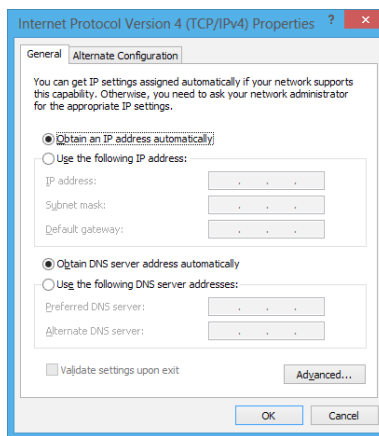 Internet Protocol Version 4 (TCP/IPv4) Properties ? ×
General Alternate Configuration
You can get IP settings assigned automatically if your network supports
this capability. Otherwise, you need to ask your network administrator
for the appropriate IP settings.
Obtain an IP address automatically
Use the following IP address:
IP address: . . .
Subnet mask: . . .
Default gateway: . . .
Obtain DNS server address automatically
Use the following DNS server addresses:
Preferred DNS server: . . .
Alternate DNS server: . . .
Validate settings upon exit
Advanced...
OK Cancel